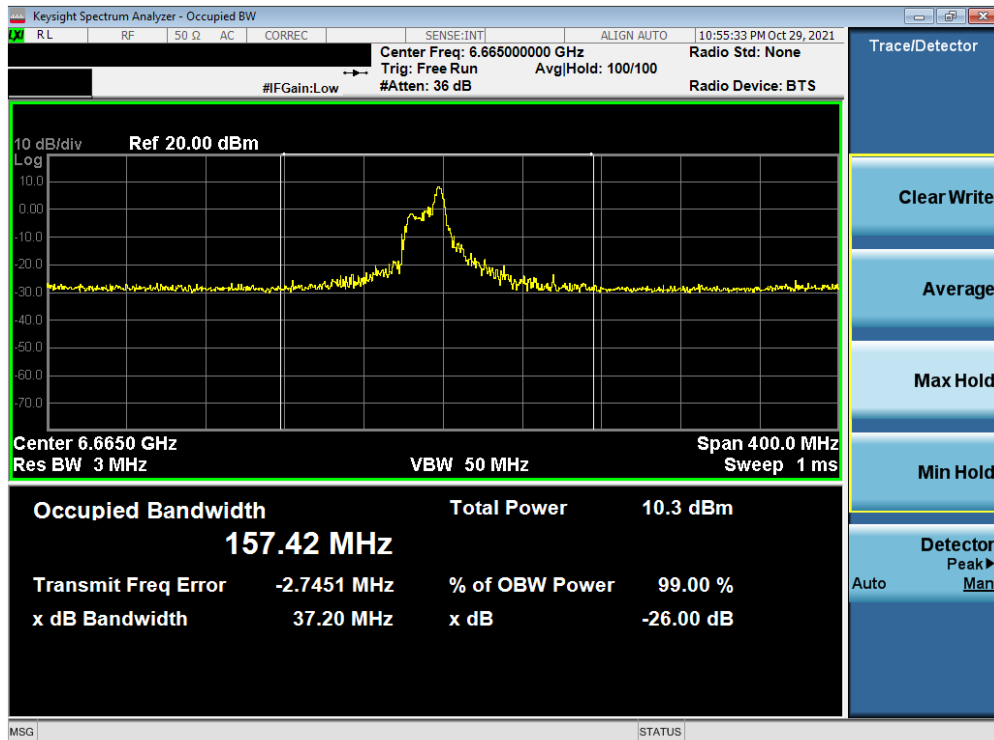 Keysight Spectrum Analyzer - Occupied BW
LXI RL RF 50 Ω AC CORREC SENSE:INT ALIGN AUTO 10:55:33 PM Oct 29, 2021
Center Freq: 6.665000000 GHz Radio Std: None
Trig: Free Run Avg|Hold: 100/100
#IFGain:Low #Atten: 36 dB Radio Device: BTS
Trace/Detector
10 dB/div Ref 20.00 dBm
Log
10.0
0.00
-10.0
-20.0
-30.0
-40.0
-50.0
-60.0
-70.0
Center 6.6650 GHz Span 400.0 MHz
Res BW 3 MHz VBW 50 MHz Sweep 1 ms
Occupied Bandwidth Total Power 10.3 dBm
157.42 MHz
Transmit Freq Error -2.7451 MHz % of OBW Power 99.00 %
x dB Bandwidth 37.20 MHz x dB -26.00 dB
Clear Write
Average
Max Hold
Min Hold
Detector
Peak▶
Auto Man
MSG STATUS